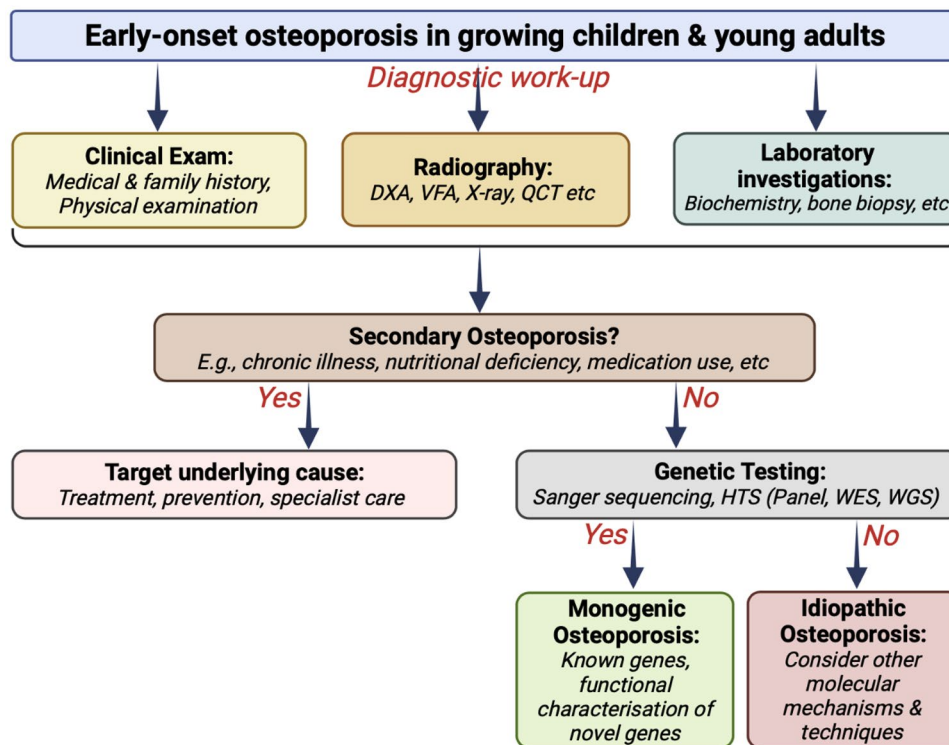 Early-onset osteoporosis in growing children & young adults
Diagnostic work-up
Clinical Exam:
Medical & family history,
Physical examination
Radiography:
DXA, VFA, X-ray, QCT etc
Laboratory
investigations:
Biochemistry, bone biopsy, etc
Secondary Osteoporosis?
E.g., chronic illness, nutritional deficiency, medication use, etc
Yes
No
Target underlying cause:
Treatment, prevention, specialist care
Genetic Testing:
Sanger sequencing, HTS (Panel, WES, WGS)
Yes
No
Monogenic
Osteoporosis:
Known genes,
functional
characterisation of
novel genes
Idiopathic
Osteoporosis:
Consider other
molecular
mechanisms &
techniques